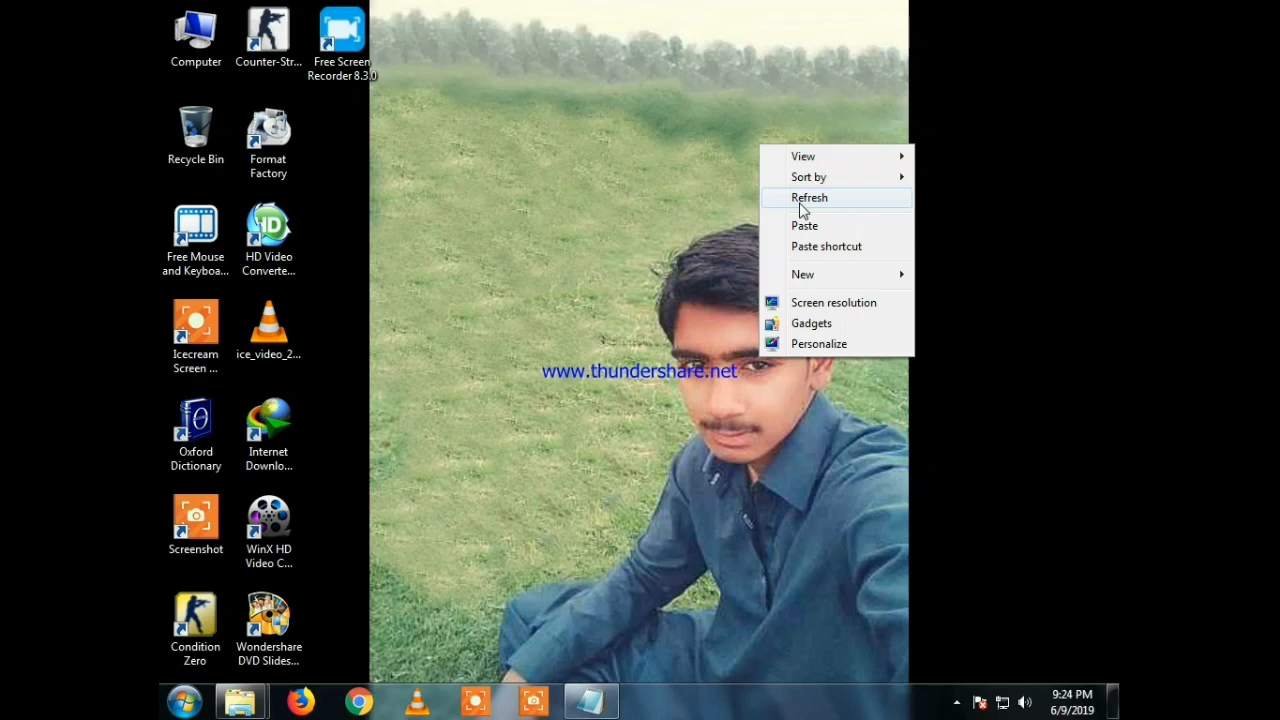 Computer
Counter-Str...
Free Screen
Recorder 8.3.0
Recycle Bin
Format
Factory
Free Mouse
and Keyboa...
HD Video
Converte...
Icecream
Screen ...
ice_video_2...
Oxford
Dictionary
Internet
Downlo...
Screenshot
WinX HD
Video C...
Condition
Zero
Wondershare
DVD Slides...
HD
View
Sort by
Refresh
Paste
Paste shortcut
New
Screen resolution
Gadgets
Personalize
www.thundershare.net
9:24 PM
6/9/2019